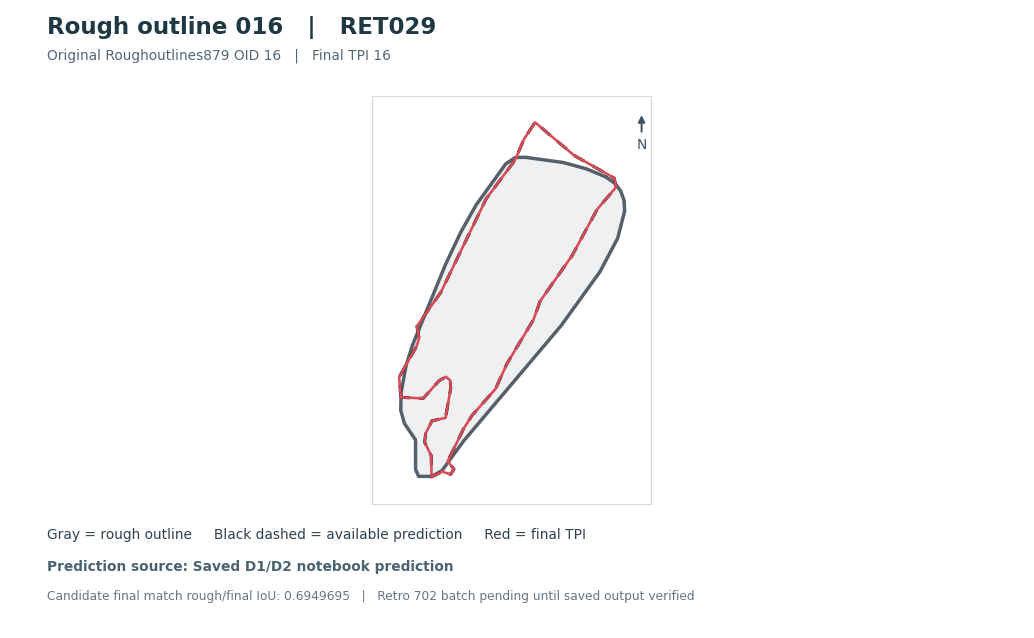 Rough outline 016 | RET029
Original Roughoutlines879 OID 16 | Final TPI 16
N
Gray = rough outline Black dashed = available prediction Red = final TPI
Prediction source: Saved D1/D2 notebook prediction
Candidate final match rough/final IoU: 0.6949695 | Retro 702 batch pending until saved output verified